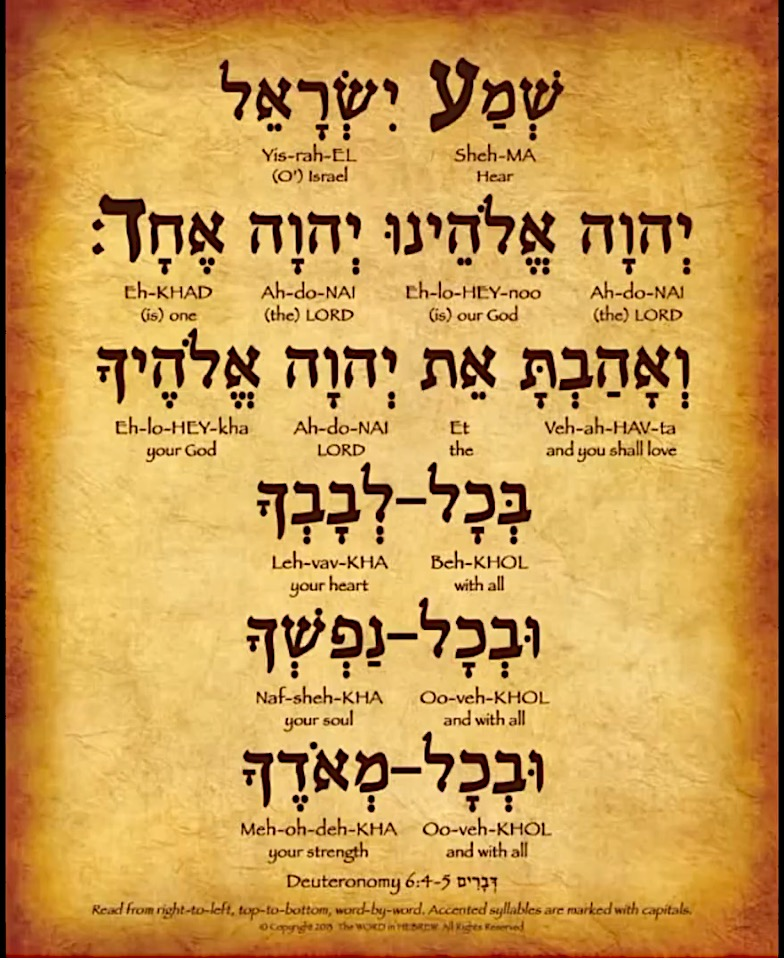 שְׁמַע יִשְׂרָאֵל
Sheh-MA Yis-rah-EL
Hear (O') Israel
יְהוָה אֱלֹהֵינוּ יְהוָה אֶחָד׃
Ah-do-NAI Eh-lo-HEY-noo Ah-do-NAI Eh-KHAD
(the) LORD (is) our God (the) LORD (is) one
וְאָהַבְתָּ אֵת יְהוָה אֱלֹהֶיךָ
Veh-ah-HAV-ta Et Ah-do-NAI Eh-lo-HEY-kha
and you shall love the LORD your God
בְּכָל–לְבָבְךָ
Beh-KHOL Leh-vav-KHA
with all your heart
וּבְכָל–נַפְשְׁךָ
Oo-veh-KHOL Naf-sheh-KHA
and with all your soul
וּבְכָל–מְאֹדֶךָ
Oo-veh-KHOL Meh-oh-deh-KHA
and with all your strength
Deuteronomy 6:4-5 דְּבָרִים
Read from right-to-left, top-to-bottom, word-by-word. Accented syllables are marked with capitals.
© Copyright 2013 The WORD in HEBREW All Rights Reserved